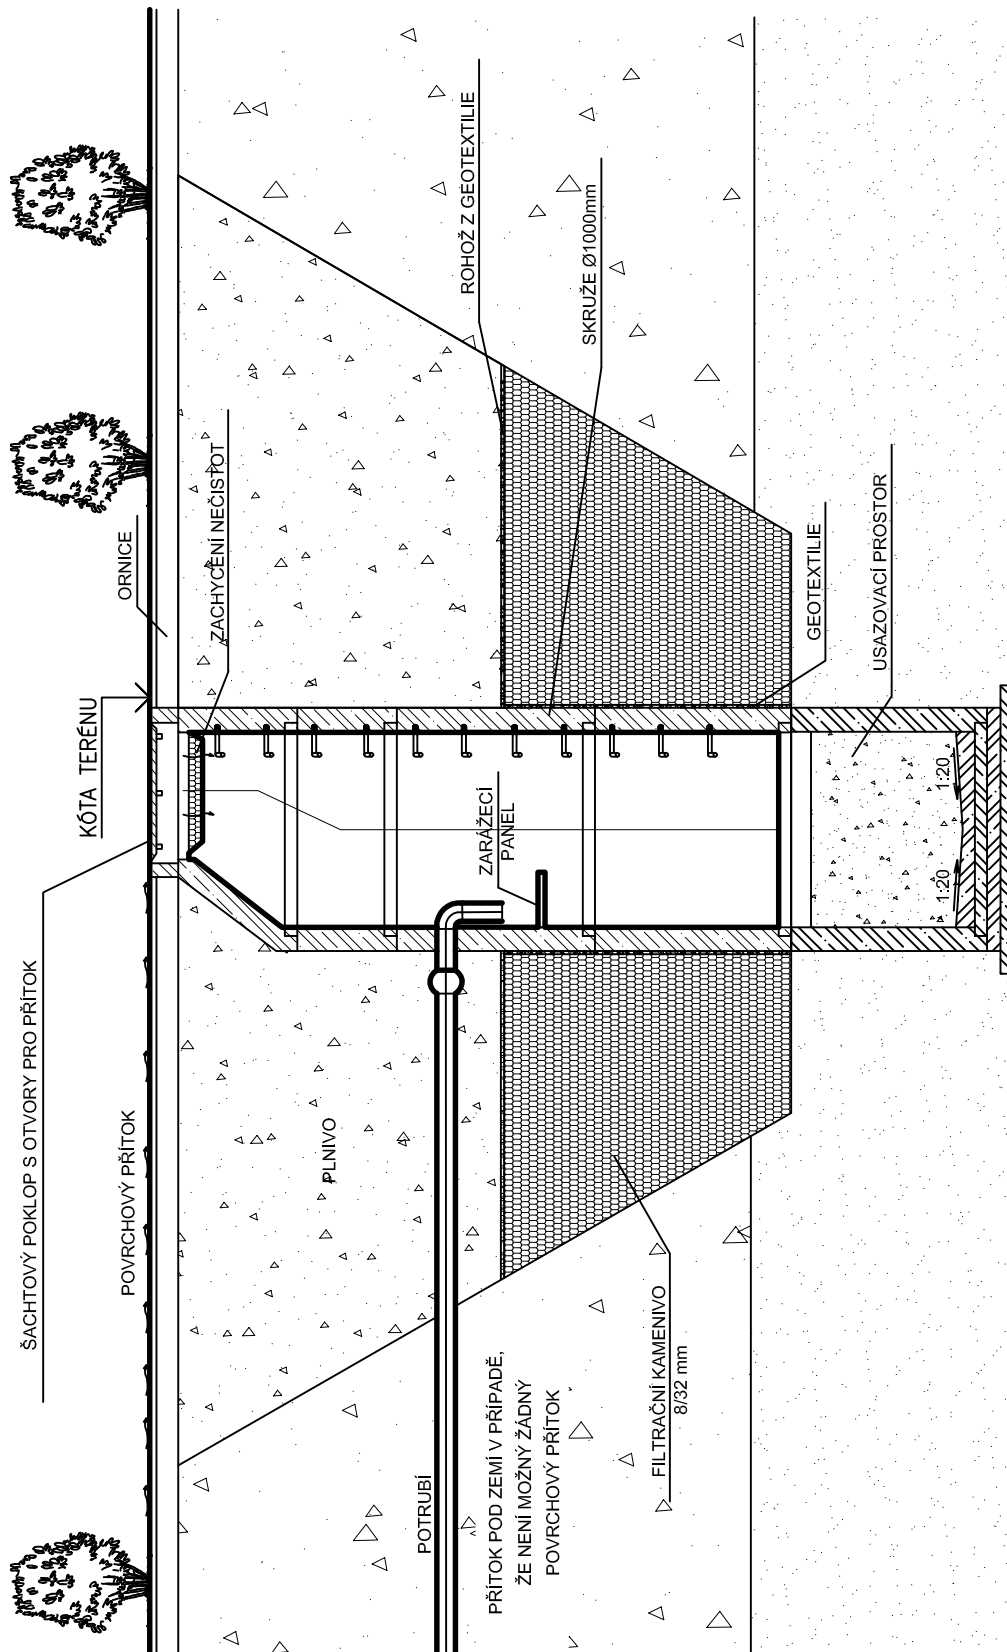 ŠACHTOVÝ POKLOP S OTVORY PRO PŘÍTOK
KÓTA TERÉNU
ORNICE
POVRCHOVÝ PŘÍTOK
ZACHYCENÍ NEČISTOT
PLNIVO
POTRUBÍ
ROHOŽ Z GEOTEXTILIE
ZARÁŽECÍ
PANEL
PŘÍTOK POD ZEMÍ V PŘÍPADĚ,
ŽE NENÍ MOŽNÝ ŽÁDNÝ
POVRCHOVÝ PŘÍTOK
SKRUŽE Ø1000mm
FILTRAČNÍ KAMENIVO
8/32 mm
GEOTEXTILIE
USAZOVACÍ PROSTOR
1:20
1:20